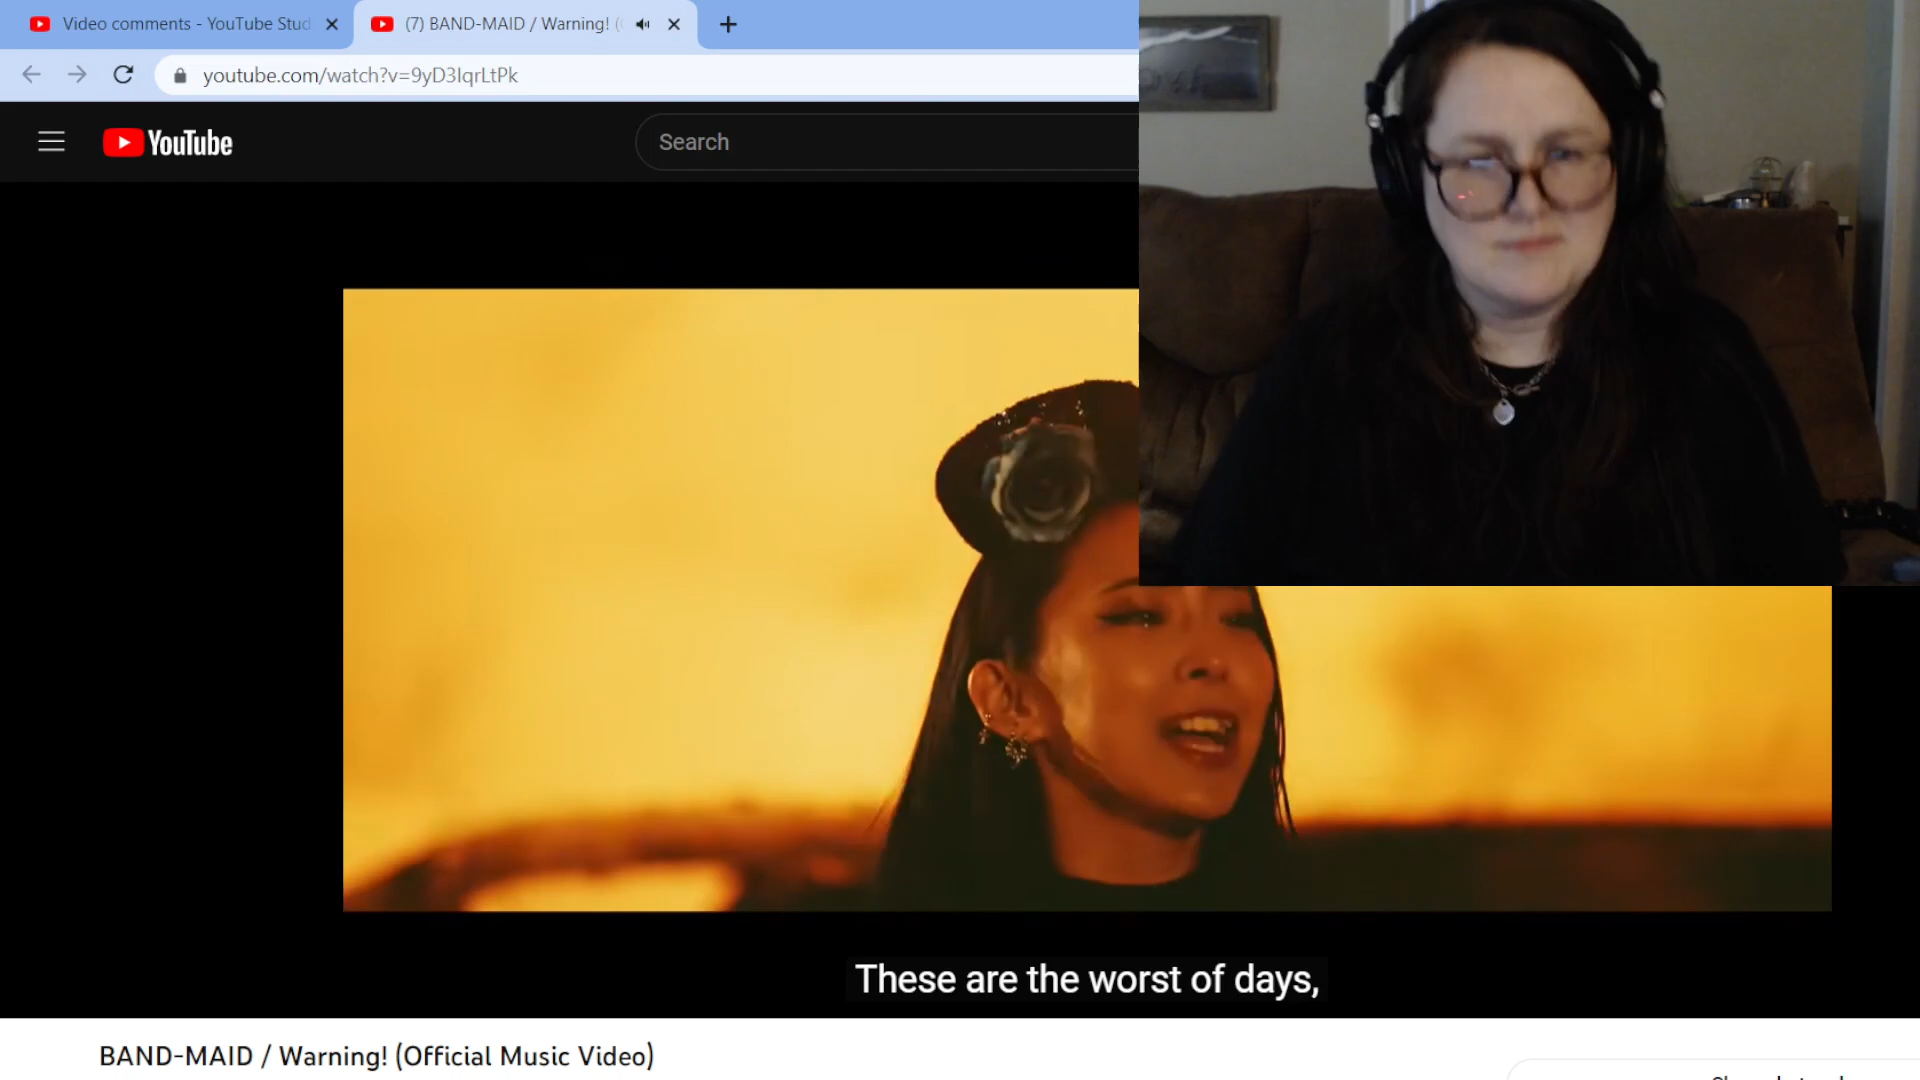 Video comments - YouTube Stud
(7) BAND-MAID / Warning! (
youtube.com/watch?v=9yD3IqrLtPk
YouTube
Search
These are the worst of days,
BAND-MAID / Warning! (Official Music Video)